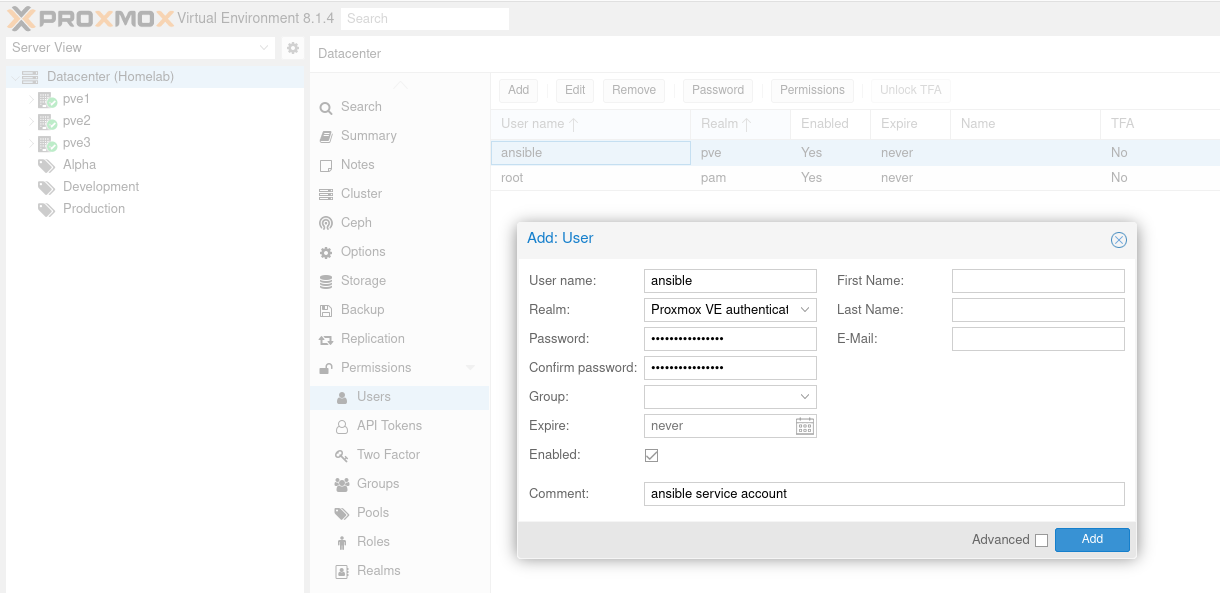 PROXMOX Virtual Environment 8.1.4 Search
Server View
Datacenter (Homelab)
pve1
pve2
pve3
Alpha
Development
Production
Datacenter
Search
Summary
Notes
Cluster
Ceph
Options
Storage
Backup
Replication
Permissions
Users
API Tokens
Two Factor
Groups
Pools
Roles
Realms
Add Edit Remove Password Permissions Unlock TFA
User name ↑ Realm ↑ Enabled Expire Name TFA
ansible pve Yes never No
root pam Yes never No
Add: User
User name: ansible First Name:
Realm: Proxmox VE authenticat Last Name:
Password: •••••••••••••••• E-Mail:
Confirm password: ••••••••••••••••
Group:
Expire: never
Enabled:
Comment: ansible service account
Advanced Add